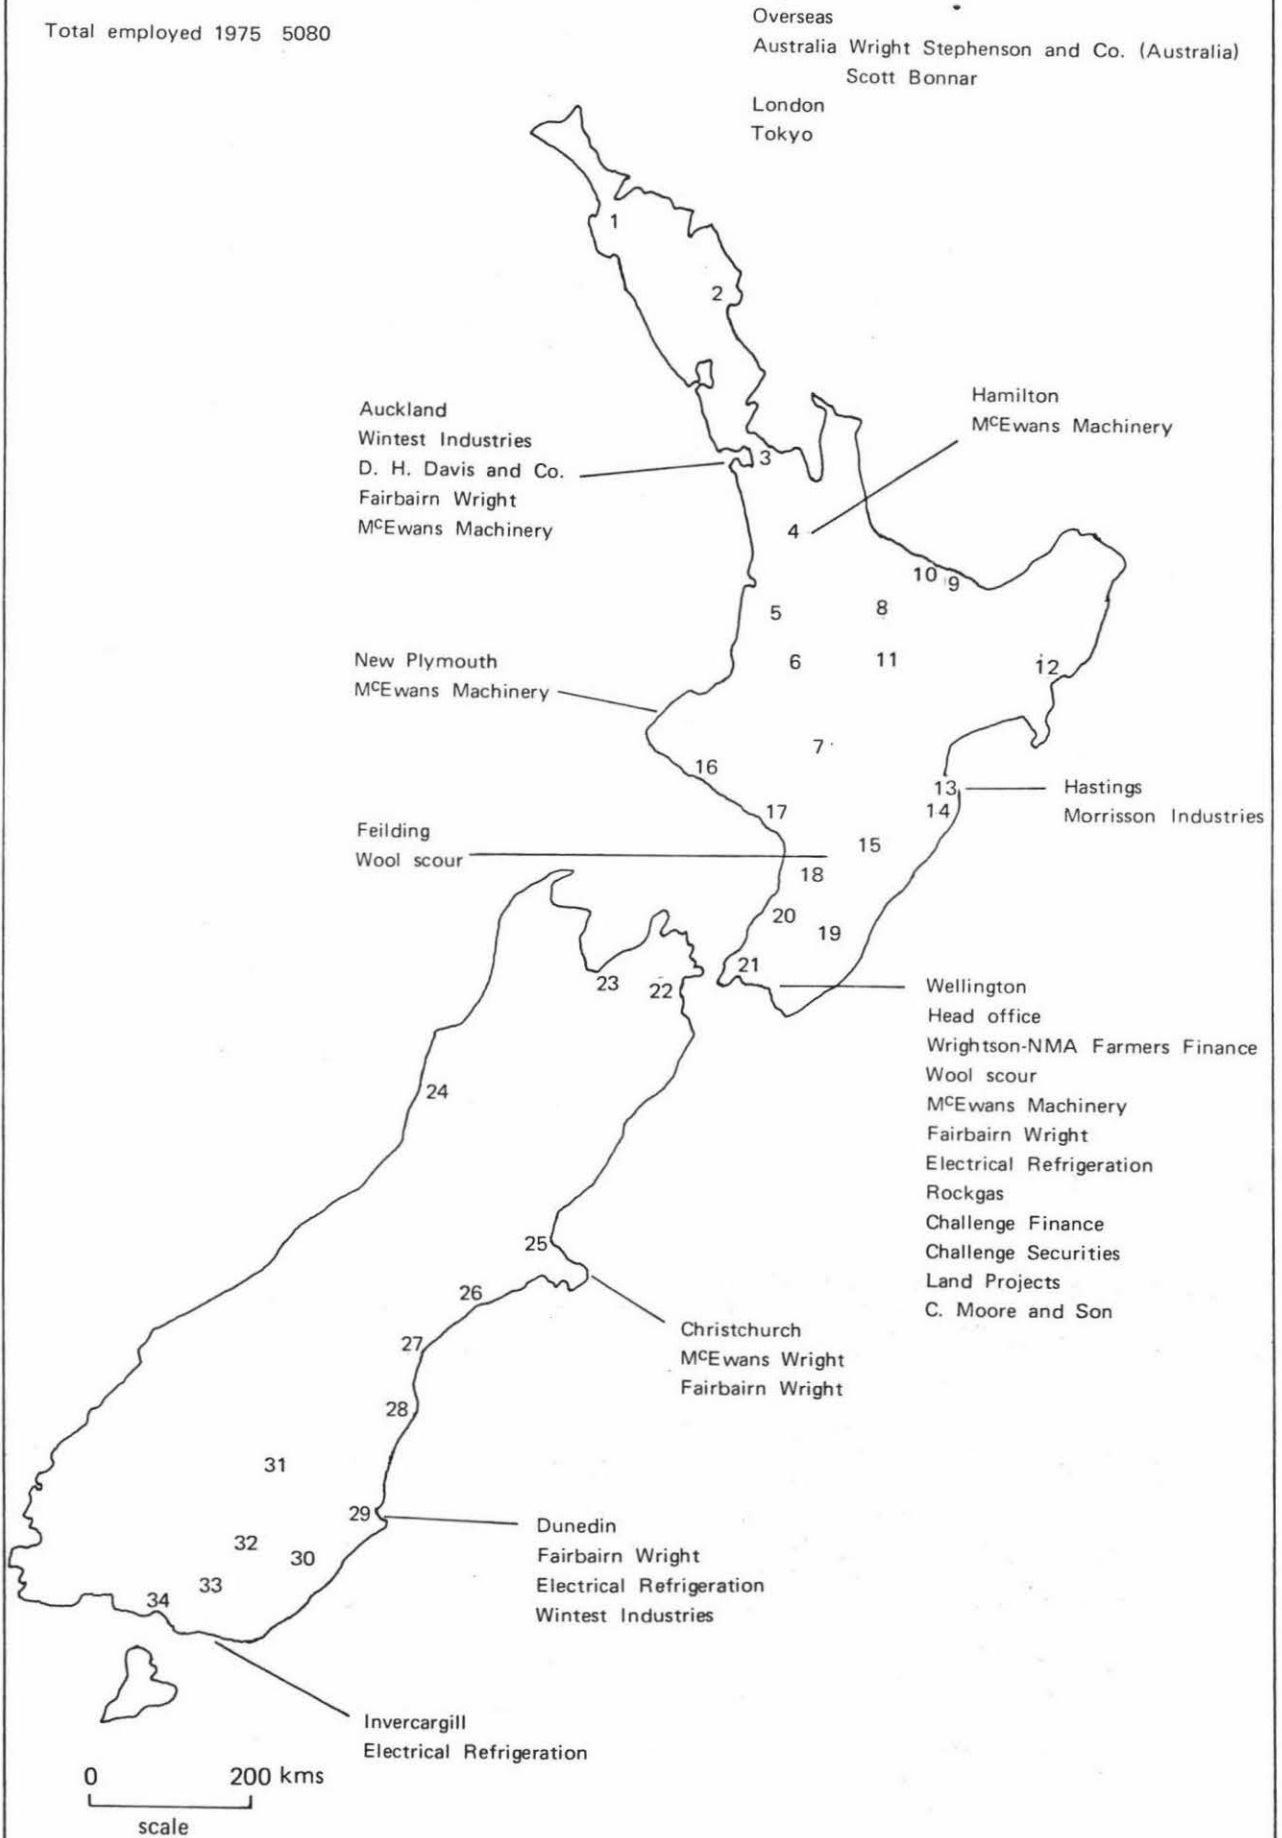 Total employed 1975 5080
Overseas
Australia Wright Stephenson and Co. (Australia)
Scott Bonnar
London
Tokyo
1
2
Auckland
Wintest Industries
D. H. Davis and Co.
Fairbairn Wright
McEwans Machinery
3
Hamilton
McEwans Machinery
4
10 9
5
8
6
11
12
New Plymouth
McEwans Machinery
7
16
13
Hastings
Morrisson Industries
17
14
Feilding
Wool scour
15
18
20
19
21
23
22
Wellington
Head office
Wrightson-NMA Farmers Finance
Wool scour
McEwans Machinery
Fairbairn Wright
Electrical Refrigeration
Rockgas
Challenge Finance
Challenge Securities
Land Projects
C. Moore and Son
24
25
26
27
Christchurch
McEwans Wright
Fairbairn Wright
28
31
29
32
30
33
34
Dunedin
Fairbairn Wright
Electrical Refrigeration
Wintest Industries
Invercargill
Electrical Refrigeration
0 200 kms
scale